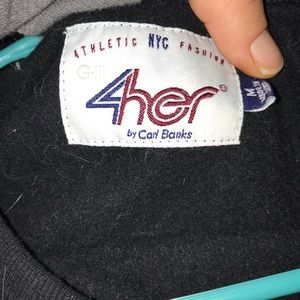 ATHLETIC NYC FASHION
G-III
4her®
by Carl Banks
M